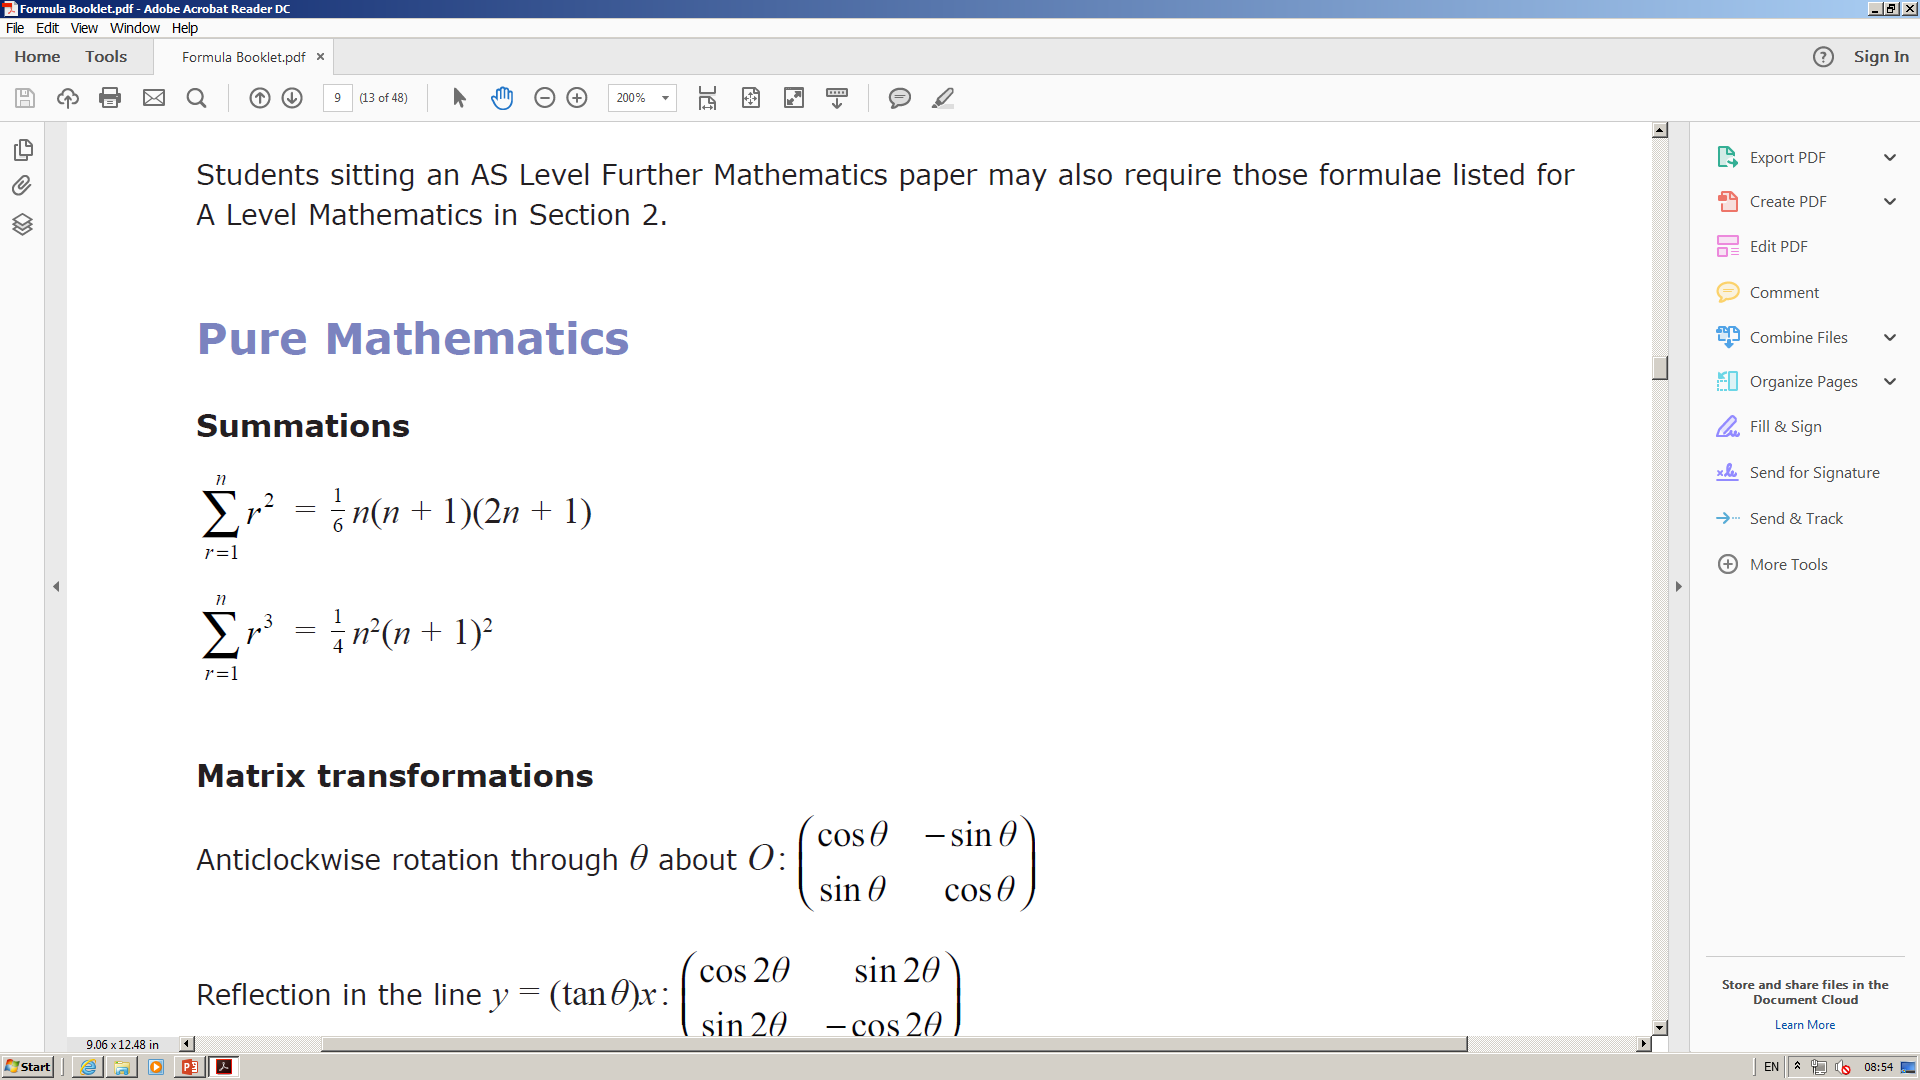 Formula Booklet.pdf - Adobe Acrobat Reader DC
File Edit View Window Help
Home Tools Formula Booklet.pdf × Sign In
9 (13 of 48) 200%
Students sitting an AS Level Further Mathematics paper may also require those formulae listed for
A Level Mathematics in Section 2.
Pure Mathematics
Summations
n
∑ r² = 1/6 n(n + 1)(2n + 1)
r=1
n
∑ r³ = 1/4 n²(n + 1)²
r=1
Matrix transformations
Anticlockwise rotation through θ about O: (cos θ −sin θ
sin θ cos θ)
Reflection in the line y = (tan θ)x: (cos 2θ sin 2θ
sin 2θ −cos 2θ)
Export PDF
Create PDF
Edit PDF
Comment
Combine Files
Organize Pages
Fill & Sign
Send for Signature
Send & Track
More Tools
Store and share files in the
Document Cloud
Learn More
9.06 x 12.48 in
Start EN 08:54